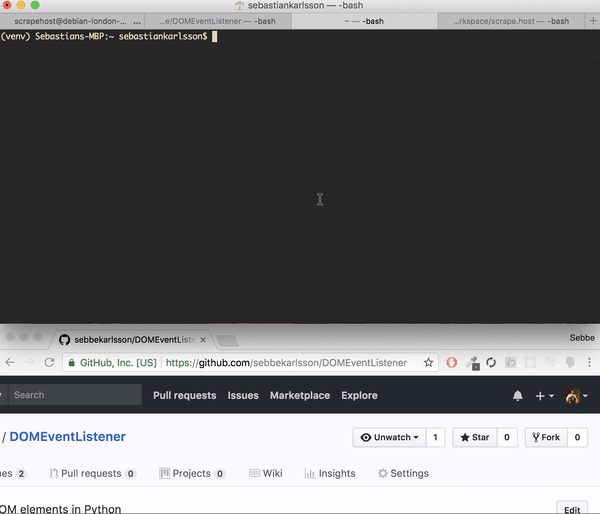 sebastiankarlsson — -bash
scrapehost@debian-london-... ...
...e/DOMEventListener — -bash
~ — -bash
...rkspace/scrape.host — -bash
(venv) Sebastians-MBP:~ sebastiankarlsson$
sebbekarlsson/DOMEventListe
Sebbe
GitHub, Inc. [US] https://github.com/sebbekarlsson/DOMEventListener
Search Pull requests Issues Marketplace Explore
/ DOMEventListener Unwatch 1 Star 0 Fork 0
ues 2 Pull requests 0 Projects 0 Wiki Insights Settings
OM elements in Python Edit